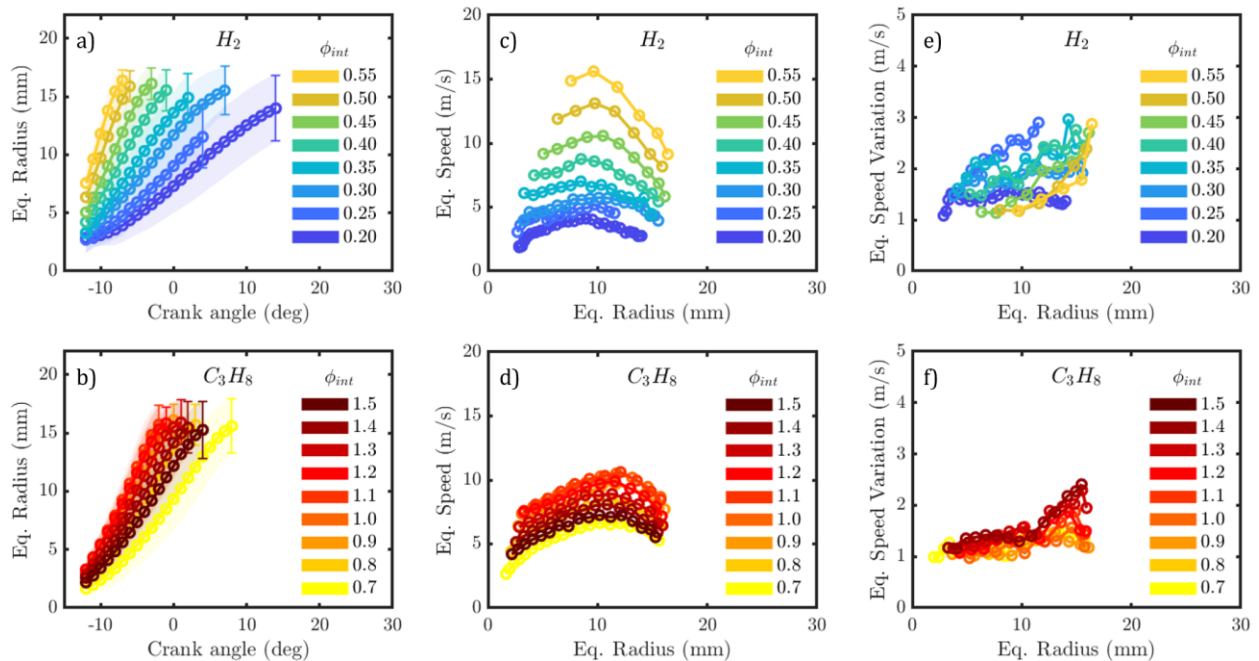 a)
H2
ϕint
0.55
0.50
0.45
0.40
0.35
0.30
0.25
0.20
20
15
10
5
0
Eq. Radius (mm)
-10 0 10 20 30
Crank angle (deg)
c)
H2
ϕint
0.55
0.50
0.45
0.40
0.35
0.30
0.25
0.20
20
15
10
5
0
Eq. Speed (m/s)
0 10 20 30
Eq. Radius (mm)
e)
H2
ϕint
0.55
0.50
0.45
0.40
0.35
0.30
0.25
0.20
5
4
3
2
1
0
Eq. Speed Variation (m/s)
0 10 20 30
Eq. Radius (mm)
b)
C3H8
ϕint
1.5
1.4
1.3
1.2
1.1
1.0
0.9
0.8
0.7
20
15
10
5
0
Eq. Radius (mm)
-10 0 10 20 30
Crank angle (deg)
d)
C3H8
ϕint
1.5
1.4
1.3
1.2
1.1
1.0
0.9
0.8
0.7
20
15
10
5
0
Eq. Speed (m/s)
0 10 20 30
Eq. Radius (mm)
f)
C3H8
ϕint
1.5
1.4
1.3
1.2
1.1
1.0
0.9
0.8
0.7
5
4
3
2
1
0
Eq. Speed Variation (m/s)
0 10 20 30
Eq. Radius (mm)